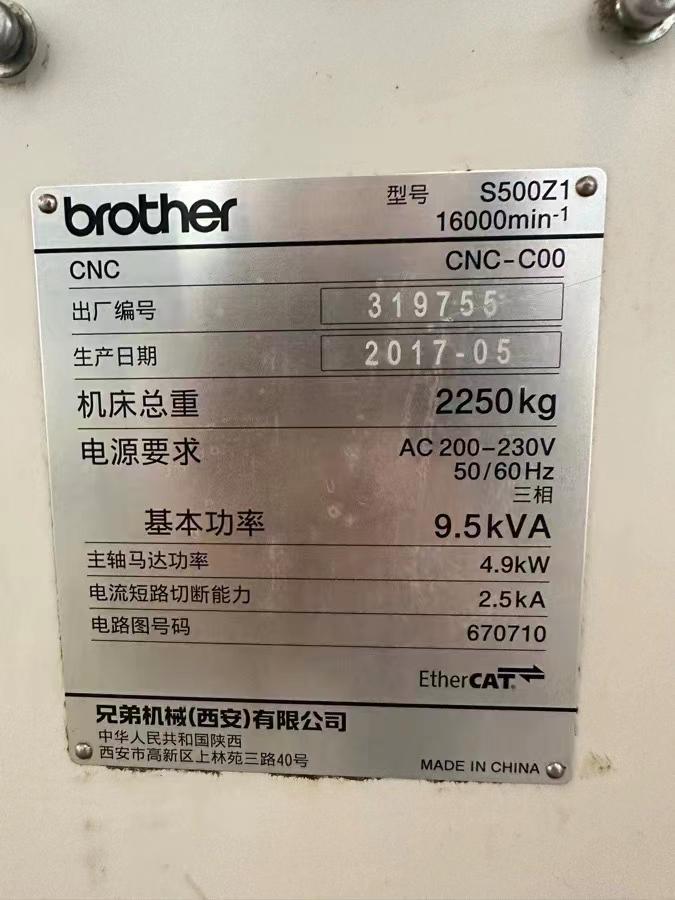 brother 型号 S500Z1
16000min-1
CNC CNC-C00
出厂编号 319755
生产日期 2017-05
机床总重 2250kg
电源要求 AC 200-230V
50/60Hz
三相
基本功率 9.5kVA
主轴马达功率 4.9kW
电流短路切断能力 2.5kA
电路图号码 670710
EtherCAT
兄弟机械(西安)有限公司
中华人民共和国陕西
西安市高新区上林苑三路40号 MADE IN CHINA